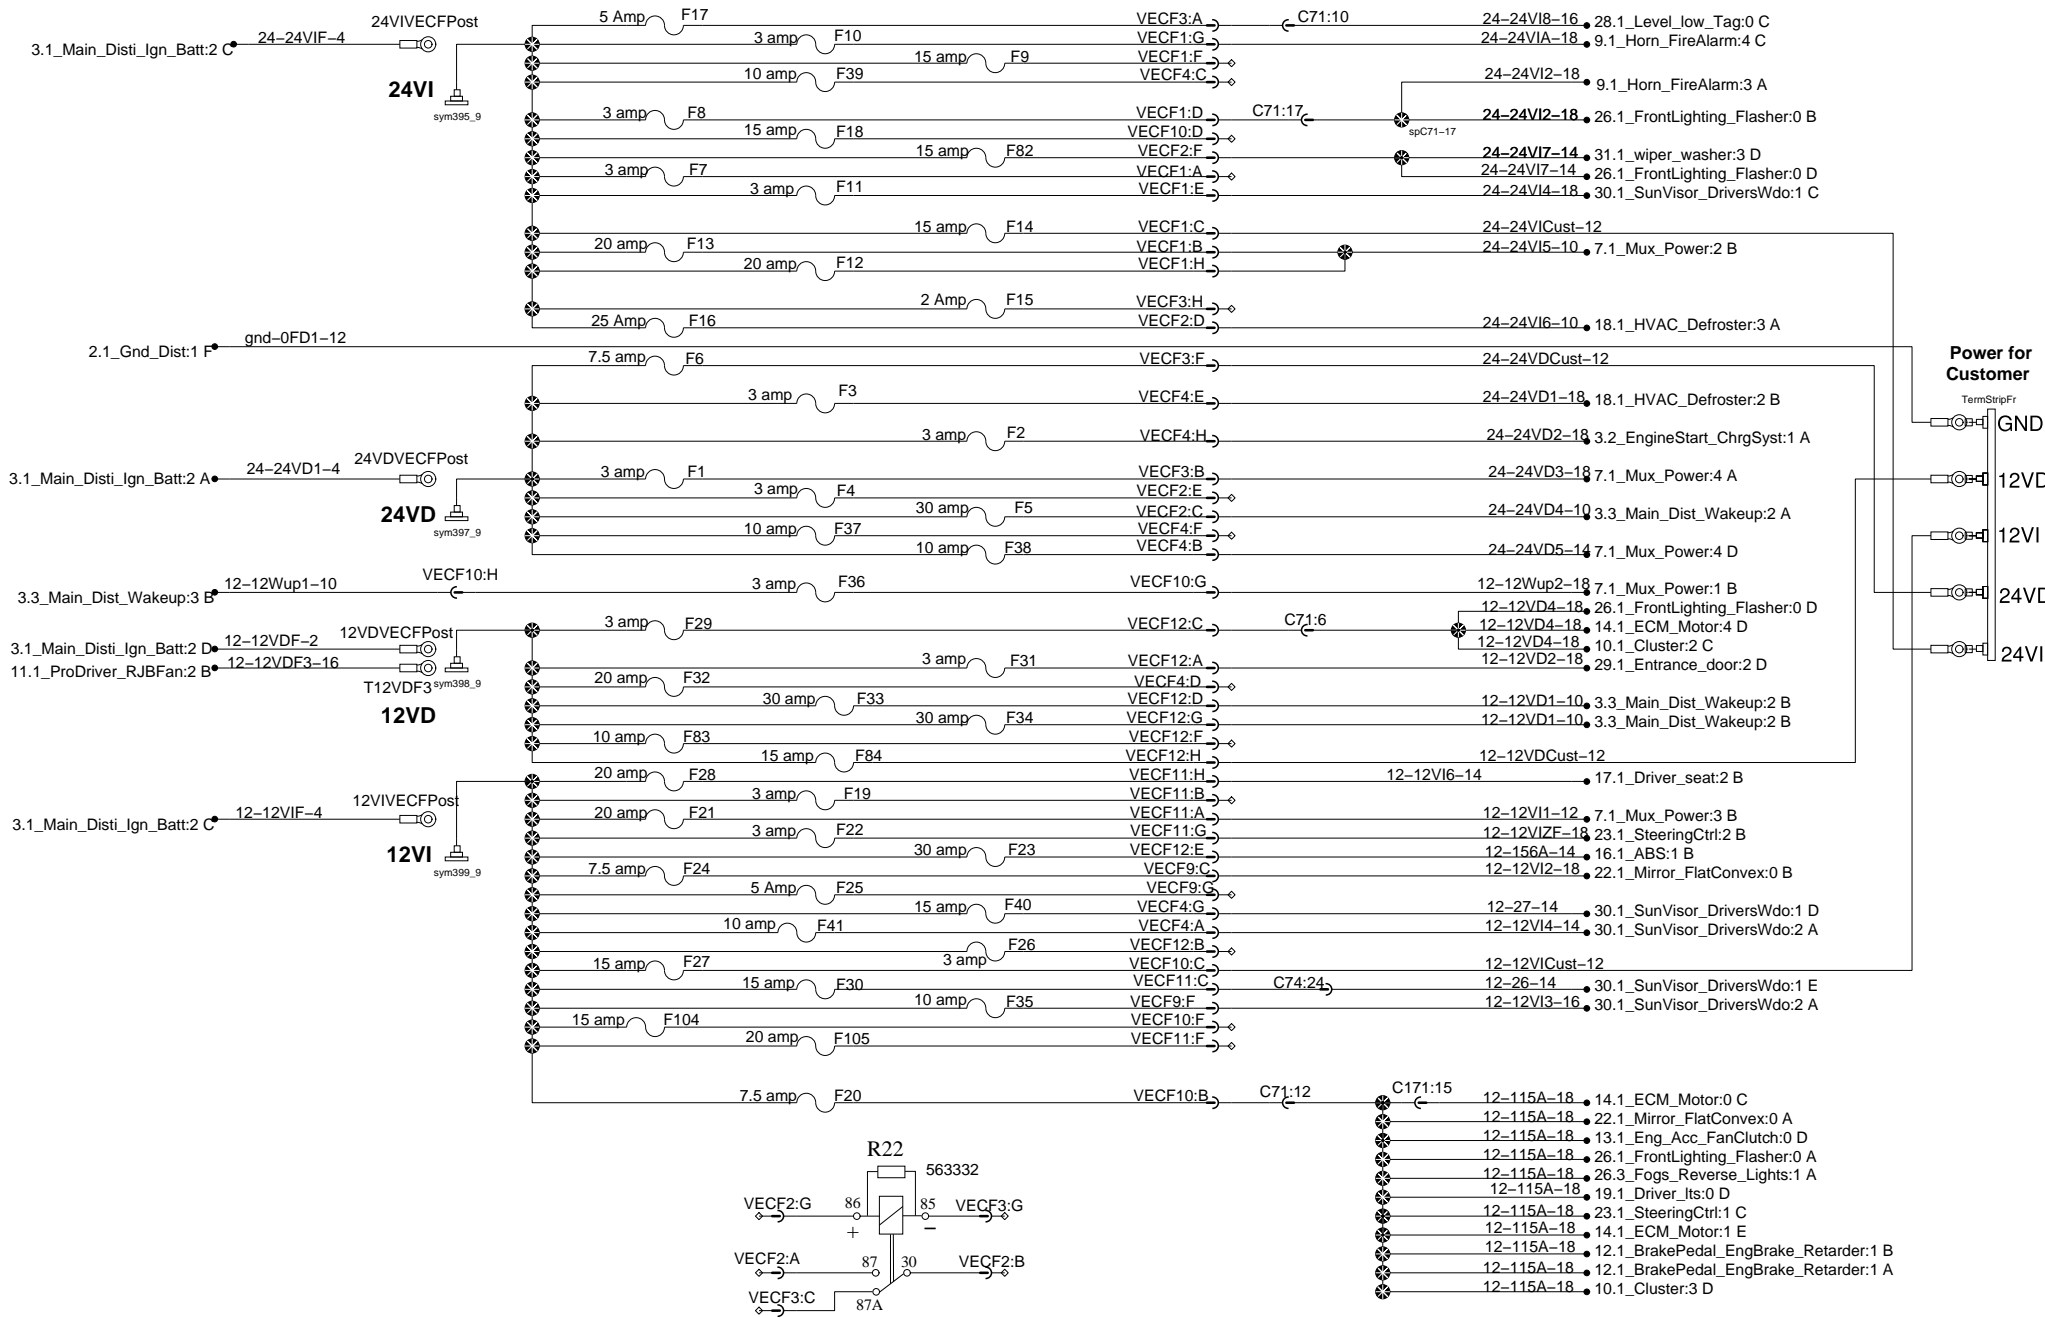 24VIVECFPost
3.1_Main_Disti_Ign_Batt:2 C 24-24VIF-4
24VI
sym395_9
5 Amp F17 VECF3:A C71:10 24-24VI8-16 28.1_Level_low_Tag:0 C
3 amp F10 VECF1:G 24-24VIA-18 9.1_Horn_FireAlarm:4 C
15 amp F9 VECF1:F
10 amp F39 VECF4:C 24-24VI2-18 9.1_Horn_FireAlarm:3 A
3 amp F8 VECF1:D C71:17 spC71-17 24-24VI2-18 26.1_FrontLighting_Flasher:0 B
15 amp F18 VECF10:D
15 amp F82 VECF2:F 24-24VI7-14 31.1_wiper_washer:3 D
3 amp F7 VECF1:A 24-24VI7-14 26.1_FrontLighting_Flasher:0 D
3 amp F11 VECF1:E 24-24VI4-18 30.1_SunVisor_DriversWdo:1 C
15 amp F14 VECF1:C 24-24VICust-12
20 amp F13 VECF1:B 24-24VI5-10 7.1_Mux_Power:2 B
20 amp F12 VECF1:H
2 Amp F15 VECF3:H
25 Amp F16 VECF2:D 24-24VI6-10 18.1_HVAC_Defroster:3 A
2.1_Gnd_Dist:1 F gnd-0FD1-12
7.5 amp F6 VECF3:F 24-24VDCust-12
3 amp F3 VECF4:E 24-24VD1-18 18.1_HVAC_Defroster:2 B
3 amp F2 VECF4:H 24-24VD2-18 3.2_EngineStart_ChrgSyst:1 A
24VDVECFPost
3.1_Main_Disti_Ign_Batt:2 A 24-24VD1-4
24VD
sym397_9
3 amp F1 VECF3:B 24-24VD3-18 7.1_Mux_Power:4 A
3 amp F4 VECF2:E
30 amp F5 VECF2:C 24-24VD4-10 3.3_Main_Dist_Wakeup:2 A
10 amp F37 VECF4:F
10 amp F38 VECF4:B 24-24VD5-14 7.1_Mux_Power:4 D
3.3_Main_Dist_Wakeup:3 B 12-12Wup1-10 VECF10:H 3 amp F36 VECF10:G 12-12Wup2-18 7.1_Mux_Power:1 B
12-12VD4-18 26.1_FrontLighting_Flasher:0 D
3 amp F29 VECF12:C C71:6 12-12VD4-18 14.1_ECM_Motor:4 D
12-12VD4-18 10.1_Cluster:2 C
3.1_Main_Disti_Ign_Batt:2 D 12-12VDF-2 12VDVECFPost
11.1_ProDriver_RJBFan:2 B 12-12VDF3-16 T12VDF3 sym398_9
12VD
3 amp F31 VECF12:A 12-12VD2-18 29.1_Entrance_door:2 D
20 amp F32 VECF4:D
30 amp F33 VECF12:D 12-12VD1-10 3.3_Main_Dist_Wakeup:2 B
30 amp F34 VECF12:G 12-12VD1-10 3.3_Main_Dist_Wakeup:2 B
10 amp F83 VECF12:F
15 amp F84 VECF12:H 12-12VDCust-12
20 amp F28 VECF11:H 12-12VI6-14 17.1_Driver_seat:2 B
3 amp F19 VECF11:B
12VIVECFPost
3.1_Main_Disti_Ign_Batt:2 C 12-12VIF-4
12VI
sym399_9
20 amp F21 VECF11:A 12-12VI1-12 7.1_Mux_Power:3 B
3 amp F22 VECF11:G 12-12VIZF-18 23.1_SteeringCtrl:2 B
30 amp F23 VECF12:E 12-156A-14 16.1_ABS:1 B
7.5 amp F24 VECF9:C 12-12VI2-18 22.1_Mirror_FlatConvex:0 B
5 Amp F25 VECF9:G
15 amp F40 VECF4:G 12-27-14 30.1_SunVisor_DriversWdo:1 D
10 amp F41 VECF4:A 12-12VI4-14 30.1_SunVisor_DriversWdo:2 A
3 amp F26 VECF12:B
15 amp F27 VECF10:C 12-12VICust-12
15 amp F30 VECF11:C C74:24 12-26-14 30.1_SunVisor_DriversWdo:1 E
10 amp F35 VECF9:F 12-12VI3-16 30.1_SunVisor_DriversWdo:2 A
15 amp F104 VECF10:F
20 amp F105 VECF11:F
7.5 amp F20 VECF10:B C71:12 C171:15 12-115A-18 14.1_ECM_Motor:0 C
12-115A-18 22.1_Mirror_FlatConvex:0 A
12-115A-18 13.1_Eng_Acc_FanClutch:0 D
12-115A-18 26.1_FrontLighting_Flasher:0 A
12-115A-18 26.3_Fogs_Reverse_Lights:1 A
12-115A-18 19.1_Driver_lts:0 D
12-115A-18 23.1_SteeringCtrl:1 C
12-115A-18 14.1_ECM_Motor:1 E
12-115A-18 12.1_BrakePedal_EngBrake_Retarder:1 B
12-115A-18 12.1_BrakePedal_EngBrake_Retarder:1 A
12-115A-18 10.1_Cluster:3 D
Power for
Customer
TermStripFr
GND
12VD
12VI
24VD
24VI
R22
563332
VECF2:G 86 85 VECF3:G
+ −
VECF2:A 87 30 VECF2:B
VECF3:C 87A